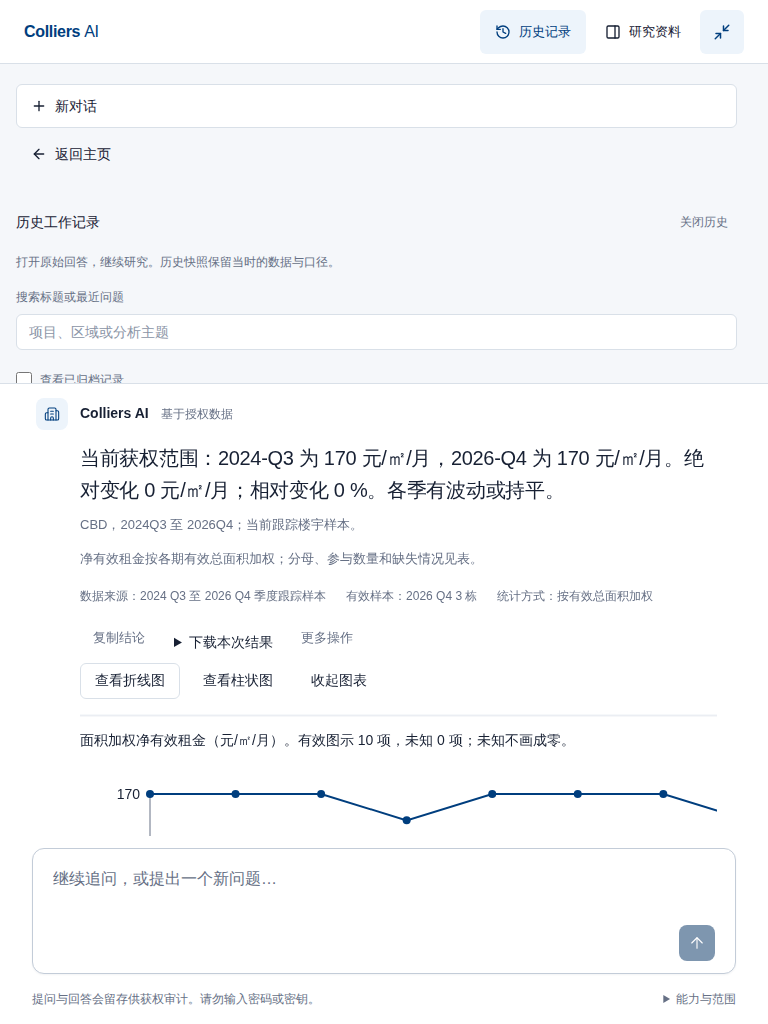 Colliers AI
历史记录
研究资料
新对话
返回主页
历史工作记录
关闭历史
打开原始回答，继续研究。历史快照保留当时的数据与口径。
搜索标题或最近问题
项目、区域或分析主题
查看已归档记录
Colliers AI 基于授权数据
当前获权范围：2024-Q3 为 170 元/㎡/月，2026-Q4 为 170 元/㎡/月。绝
对变化 0 元/㎡/月；相对变化 0 %。各季有波动或持平。
CBD，2024Q3 至 2026Q4；当前跟踪楼宇样本。
净有效租金按各期有效总面积加权；分母、参与数量和缺失情况见表。
数据来源：2024 Q3 至 2026 Q4 季度跟踪样本 有效样本：2026 Q4 3 栋 统计方式：按有效总面积加权
复制结论 ▶ 下载本次结果 更多操作
查看折线图 查看柱状图 收起图表
面积加权净有效租金（元/㎡/月）。有效图示 10 项，未知 0 项；未知不画成零。
170
继续追问，或提出一个新问题…
提问与回答会留存供获权审计。请勿输入密码或密钥。
▶ 能力与范围